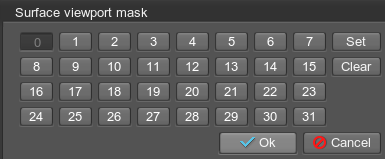 Surface viewport mask
0 1 2 3 4 5 6 7 Set
8 9 10 11 12 13 14 15 Clear
16 17 18 19 20 21 22 23
24 25 26 27 28 29 30 31
Ok Cancel